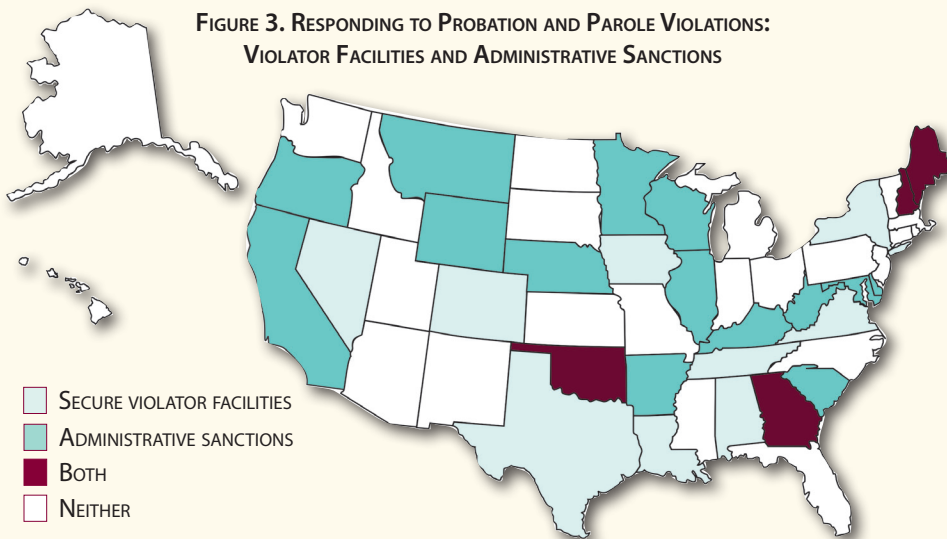 Figure 3. Responding to Probation and Parole Violations:
Violator Facilities and Administrative Sanctions
Secure violator facilities
Administrative sanctions
Both
Neither